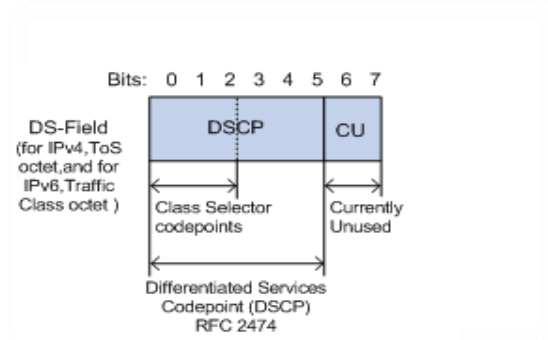 Bits: 0 1 2 3 4 5 6 7
DS-Field
(for IPv4,ToS
octet,and for
IPv6,Traffic
Class octet )
DSCP
CU
Class Selector
codepoints
Currently
Unused
Differentiated Services
Codepoint (DSCP)
RFC 2474